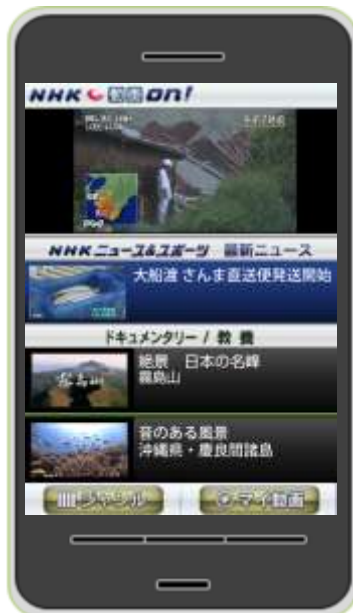 NHK 動画 on!
NHKニュース&スポーツ 最新ニュース
大船渡 さんま直送便発送開始
ドキュメンタリー / 教養
絶景 日本の名峰
霧島山
霧島山
音のある風景
沖縄県・慶良間諸島
ジャンル
マイ動画